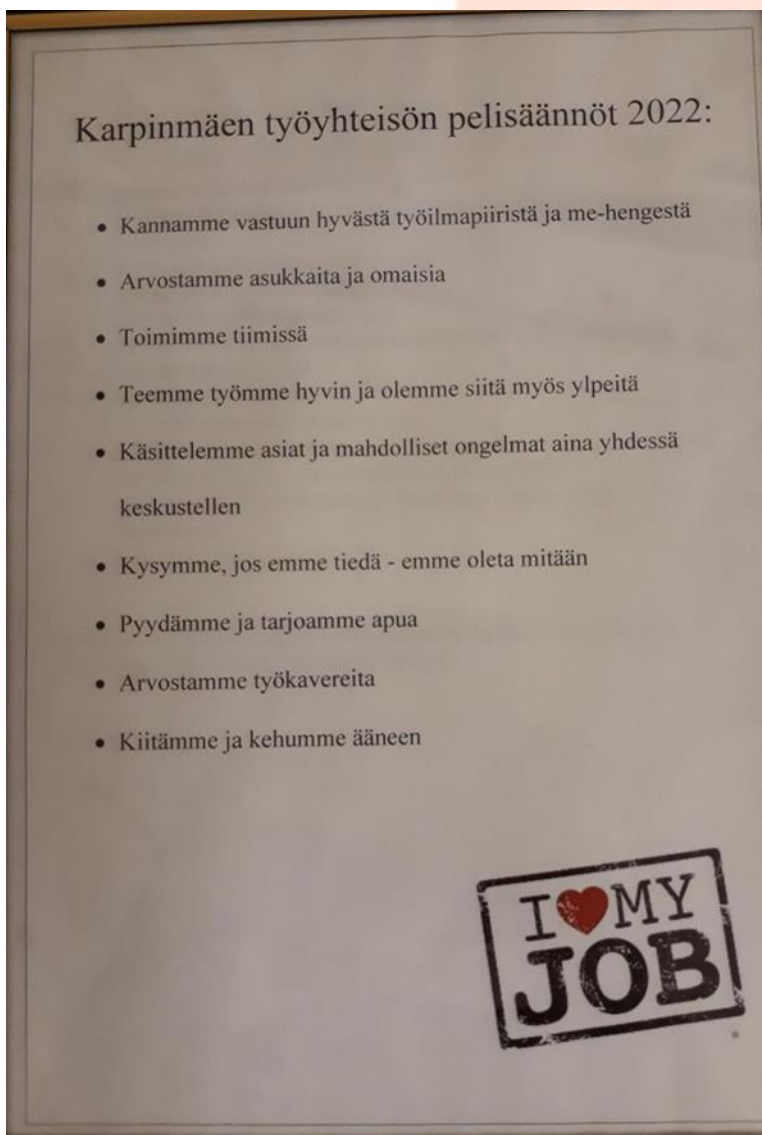 Karpinmäen työyhteisön pelisäännöt 2022:
• Kannamme vastuun hyvästä työilmapiiristä ja me-hengestä
• Arvostamme asukkaita ja omaisia
• Toimimme tiimissä
• Teemme työmme hyvin ja olemme siitä myös ylpeitä
• Käsittelemme asiat ja mahdolliset ongelmat aina yhdessä
keskustellen
• Kysymme, jos emme tiedä - emme oleta mitään
• Pyydämme ja tarjoamme apua
• Arvostamme työkavereita
• Kiitämme ja kehumme ääneen
I ❤ MY
JOB